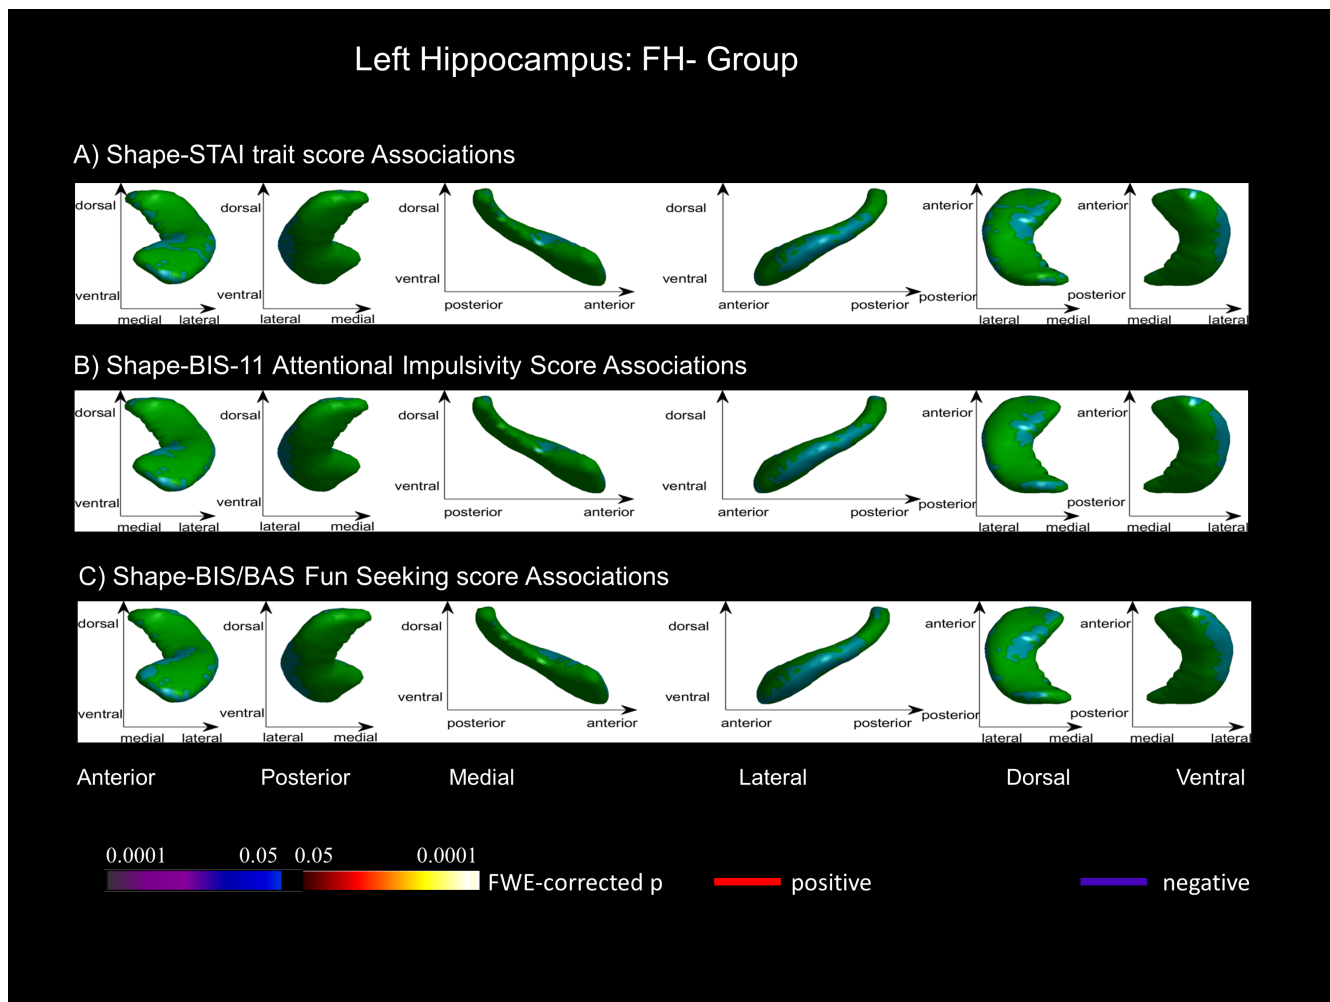 Left Hippocampus: FH- Group
A) Shape-STAI trait score Associations
dorsal dorsal dorsal dorsal anterior anterior
ventral ventral ventral ventral posterior posterior
posterior anterior anterior posterior
medial lateral lateral medial lateral medial medial lateral
B) Shape-BIS-11 Attentional Impulsivity Score Associations
dorsal dorsal dorsal dorsal anterior anterior
ventral ventral ventral ventral posterior posterior
posterior anterior anterior posterior
medial lateral lateral medial lateral medial medial lateral
C) Shape-BIS/BAS Fun Seeking score Associations
dorsal dorsal dorsal dorsal anterior anterior
ventral ventral ventral ventral posterior posterior
posterior anterior anterior posterior
medial lateral lateral medial lateral medial medial lateral
Anterior Posterior Medial Lateral Dorsal Ventral
0.0001 0.05 0.05 0.0001
FWE-corrected p positive negative